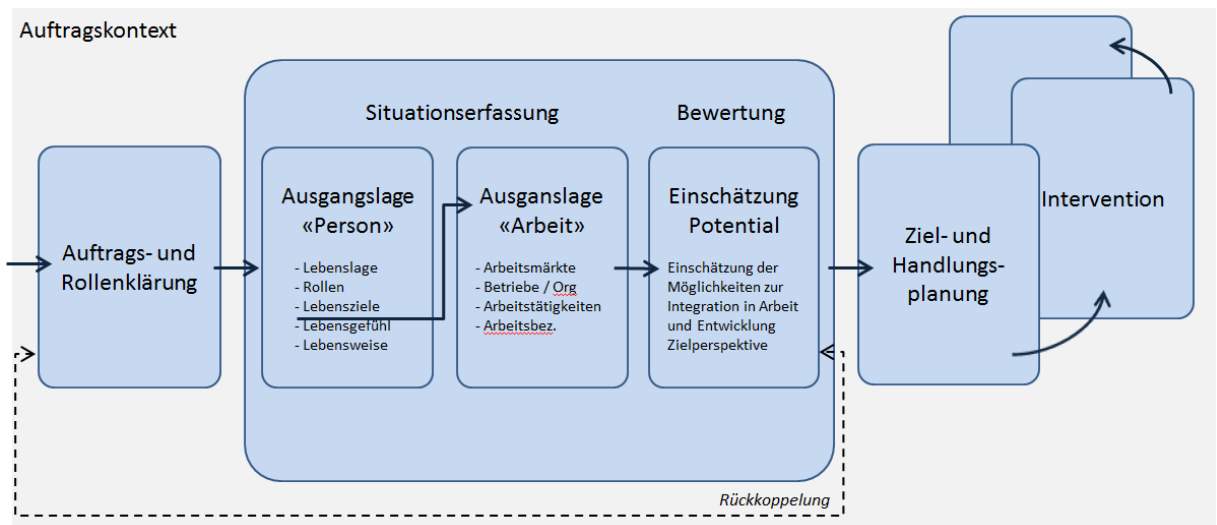 Auftragskontext
Situationserfassung
Bewertung
Auftrags- und
Rollenklärung
Ausgangslage
«Person»
- Lebenslage
- Rollen
- Lebensziele
- Lebensgefühl
- Lebensweise
Ausganslage
«Arbeit»
- Arbeitsmärkte
- Betriebe / Org
- Arbeitstätigkeiten
- Arbeitsbez.
Einschätzung
Potential
Einschätzung der
Möglichkeiten zur
Integration in Arbeit
und Entwicklung
Zielperspektive
Ziel- und
Handlungs-
planung
Intervention
Rückkoppelung